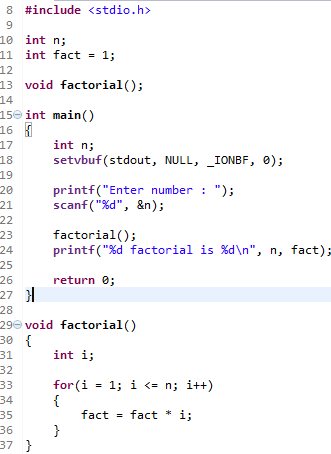 8 #include <stdio.h>
9
10 int n;
11 int fact = 1;
12
13 void factorial();
14
15 int main()
16 {
17     int n;
18     setvbuf(stdout, NULL, _IONBF, 0);
19
20     printf("Enter number : ");
21     scanf("%d", &n);
22
23     factorial();
24     printf("%d factorial is %d\n", n, fact);
25
26     return 0;
27 }
28
29 void factorial()
30 {
31     int i;
32
33     for(i = 1; i <= n; i++)
34     {
35         fact = fact * i;
36     }
37 }